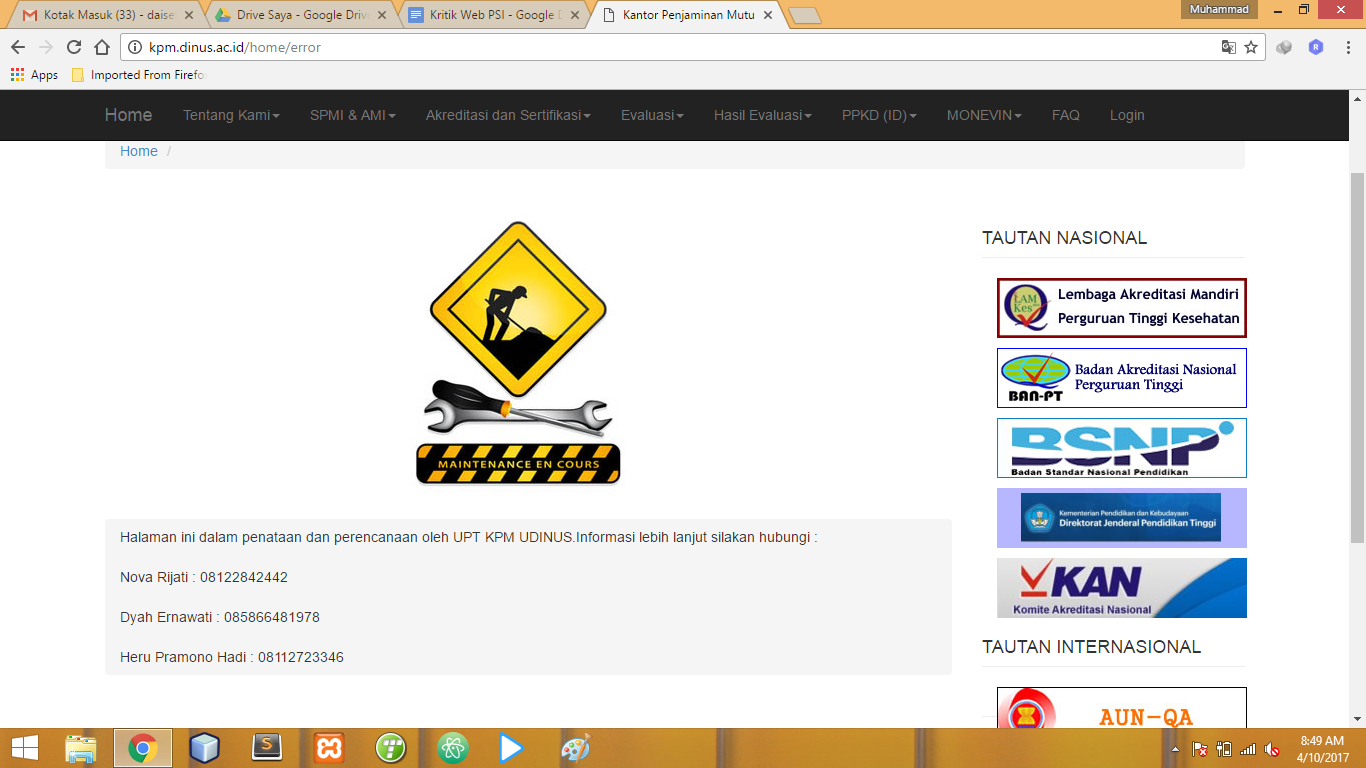 Kotak Masuk (33) - daise
Drive Saya - Google Drive
Kritik Web PSI - Google D
Kantor Penjaminan Mutu
Muhammad
kpm.dinus.ac.id/home/error
Apps
Imported From Firefo
Home
Tentang Kami
SPMI & AMI
Akreditasi dan Sertifikasi
Evaluasi
Hasil Evaluasi
PPKD (ID)
MONEVIN
FAQ
Login
Home /
MAINTENANCE EN COURS
Halaman ini dalam penataan dan perencanaan oleh UPT KPM UDINUS.Informasi lebih lanjut silakan hubungi :
Nova Rijati : 08122842442
Dyah Ernawati : 085866481978
Heru Pramono Hadi : 08112723346
TAUTAN NASIONAL
LAM
Kes
Lembaga Akreditasi Mandiri
Perguruan Tinggi Kesehatan
BAN-PT
Badan Akreditasi Nasional
Perguruan Tinggi
BSNP
Badan Standar Nasional Pendidikan
Kementerian Pendidikan dan Kebudayaan
Direktorat Jenderal Pendidikan Tinggi
KAN
Komite Akreditasi Nasional
TAUTAN INTERNASIONAL
AUN-QA
8:49 AM
4/10/2017